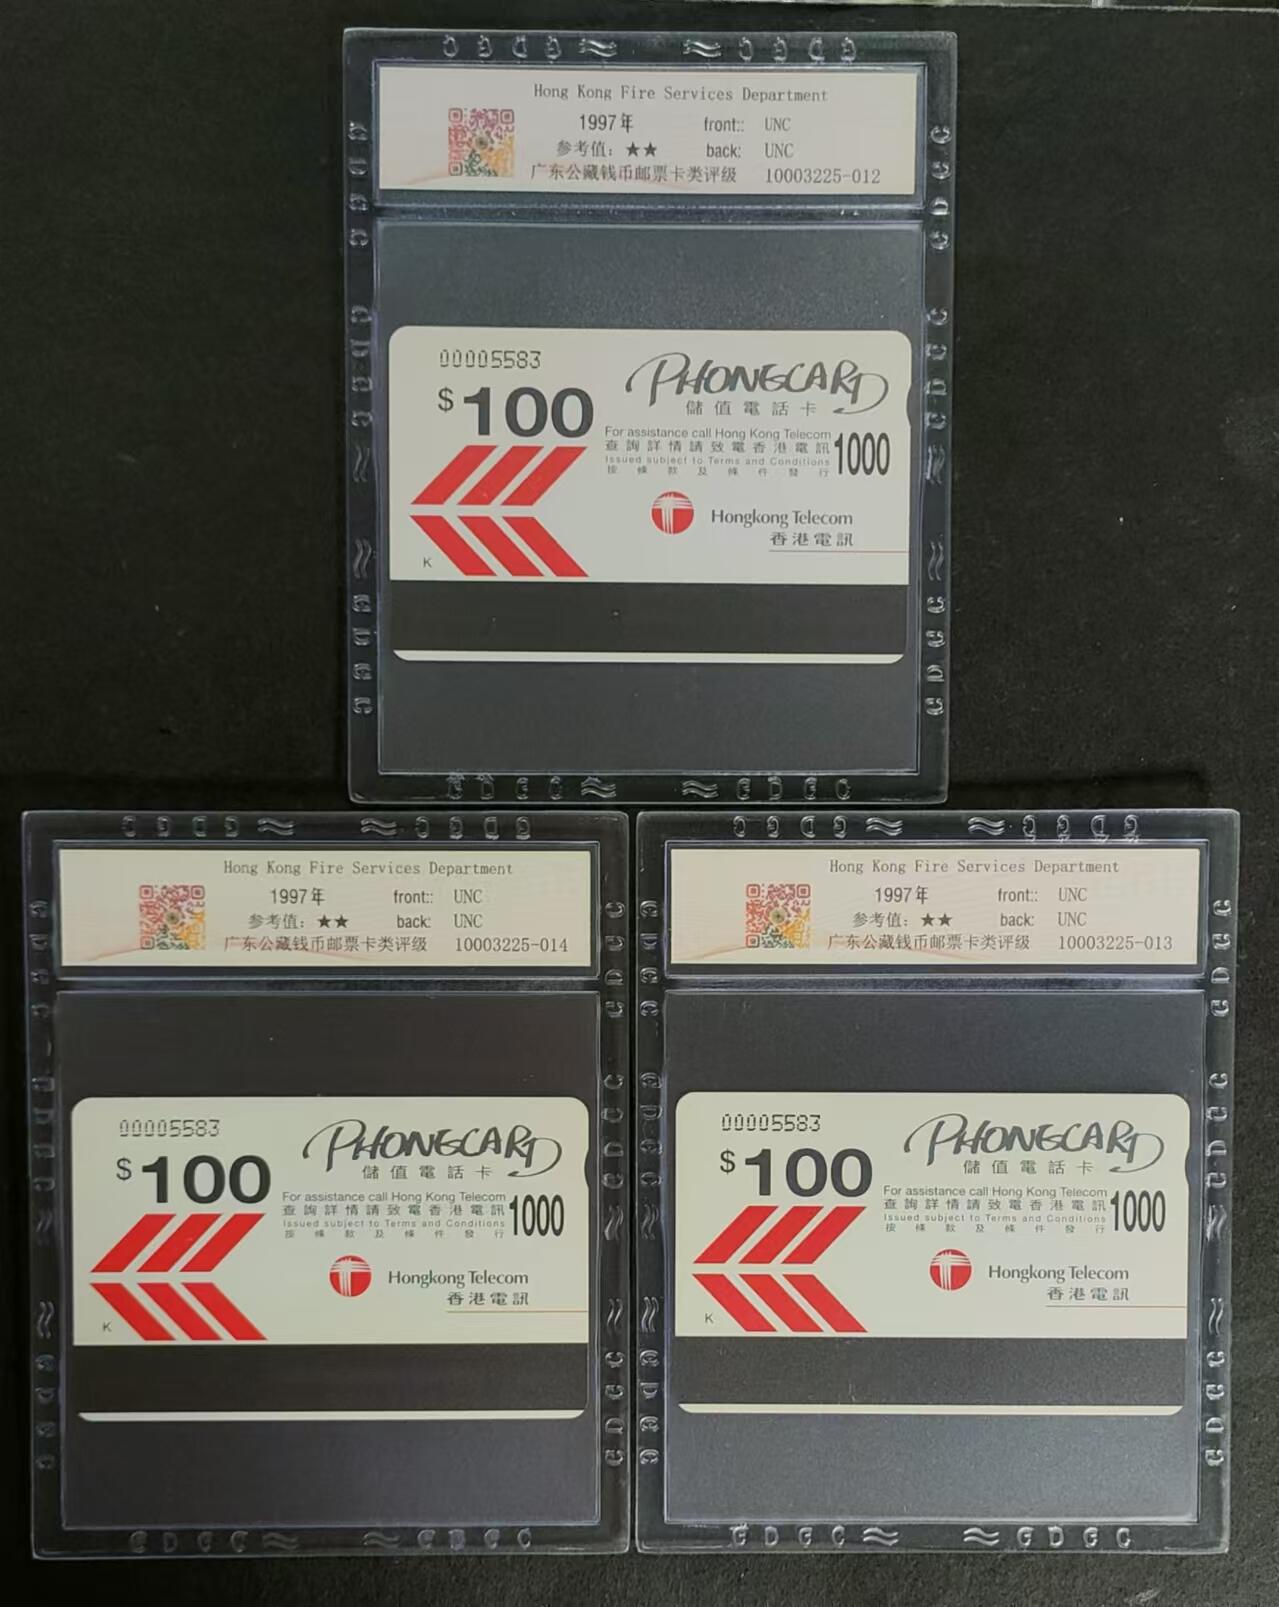 Hong Kong Fire Services Department
1997年 front:: UNC
参考值：★★ back: UNC
广东公藏钱币邮票卡类评级 10003225-012
00005583
$100
PHONECARD
儲值電話卡
For assistance call Hong Kong Telecom
查詢詳情請致電香港電訊 1000
Issued subject to Terms and Conditions
按條款及條件發行
Hongkong Telecom
香港電訊
K
Hong Kong Fire Services Department
1997年 front:: UNC
参考值：★★ back: UNC
广东公藏钱币邮票卡类评级 10003225-014
00005583
$100
PHONECARD
儲值電話卡
For assistance call Hong Kong Telecom
查詢詳情請致電香港電訊 1000
Issued subject to Terms and Conditions
按條款及條件發行
Hongkong Telecom
香港電訊
K
Hong Kong Fire Services Department
1997年 front:: UNC
参考值：★★ back: UNC
广东公藏钱币邮票卡类评级 10003225-013
00005583
$100
PHONECARD
儲值電話卡
For assistance call Hong Kong Telecom
查詢詳情請致電香港電訊 1000
Issued subject to Terms and Conditions
按條款及條件發行
Hongkong Telecom
香港電訊
K